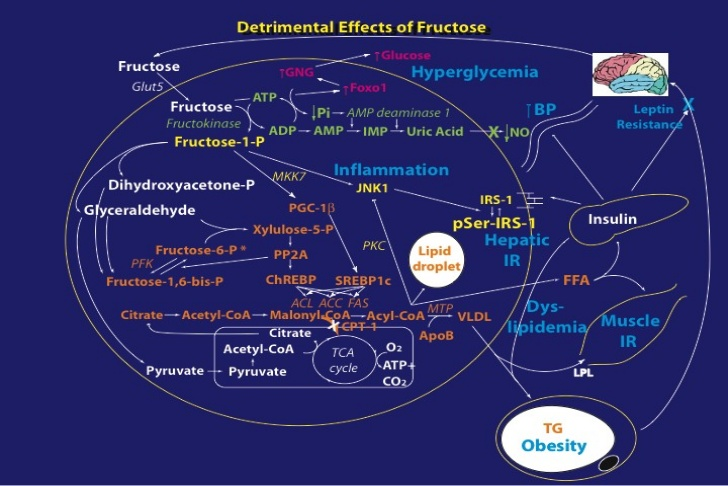 Detrimental Effects of Fructose
Fructose
Glut5
↑Glucose
↑GNG
Hyperglycemia
↑Foxo1
Fructose
ATP
↓Pi
AMP deaminase 1
↑BP
Leptin
Resistance
X
Fructokinase
ADP
AMP
IMP
Uric Acid
X
↓NO
Fructose-1-P
Inflammation
MKK7
JNK1
Dihydroxyacetone-P
Glyceraldehyde
PGC-1β
IRS-1
pSer-IRS-1
Insulin
Xylulose-5-P
Hepatic
IR
Fructose-6-P *
PKC
Lipid
droplet
PFK
PP2A
Fructose-1,6-bis-P
ChREBP
SREBP1c
FFA
ACL ACC FAS
Citrate
Acetyl-CoA
Malonyl-CoA
Acyl-CoA
MTP
VLDL
ApoB
Dys-
lipidemia
Muscle
IR
X
CPT-1
Citrate
Acetyl-CoA
TCA
cycle
O2
ATP+
CO2
Pyruvate
Pyruvate
LPL
TG
Obesity